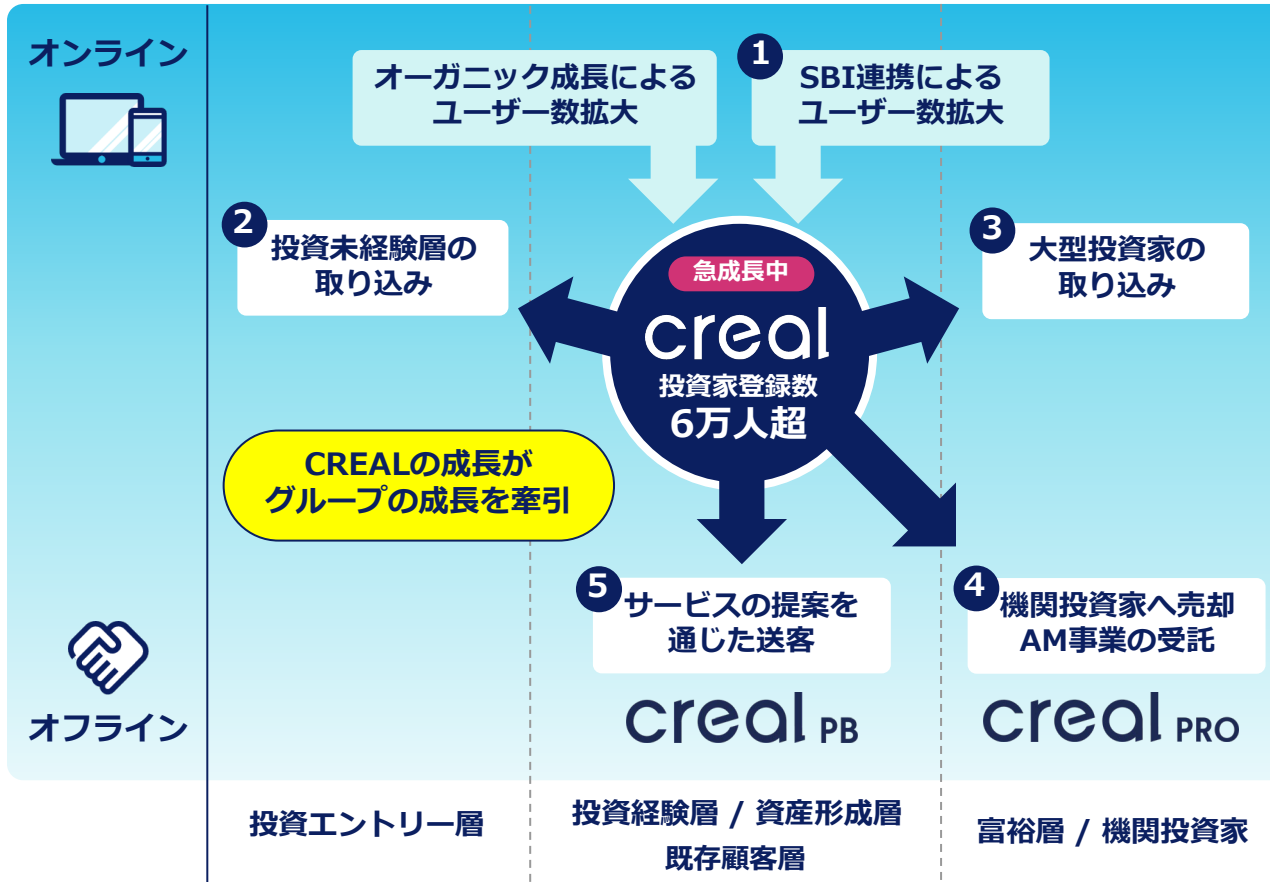 オンライン
オーガニック成長による
ユーザー数拡大
1
SBI連携による
ユーザー数拡大
2
投資未経験層の
取り込み
急成長中
creal
投資家登録数
6万人超
3
大型投資家の
取り込み
CREALの成長が
グループの成長を牽引
5
サービスの提案を
通じた送客
creal PB
4
機関投資家へ売却
AM事業の受託
creal PRO
オフライン
投資エントリー層
投資経験層 / 資産形成層
既存顧客層
富裕層 / 機関投資家